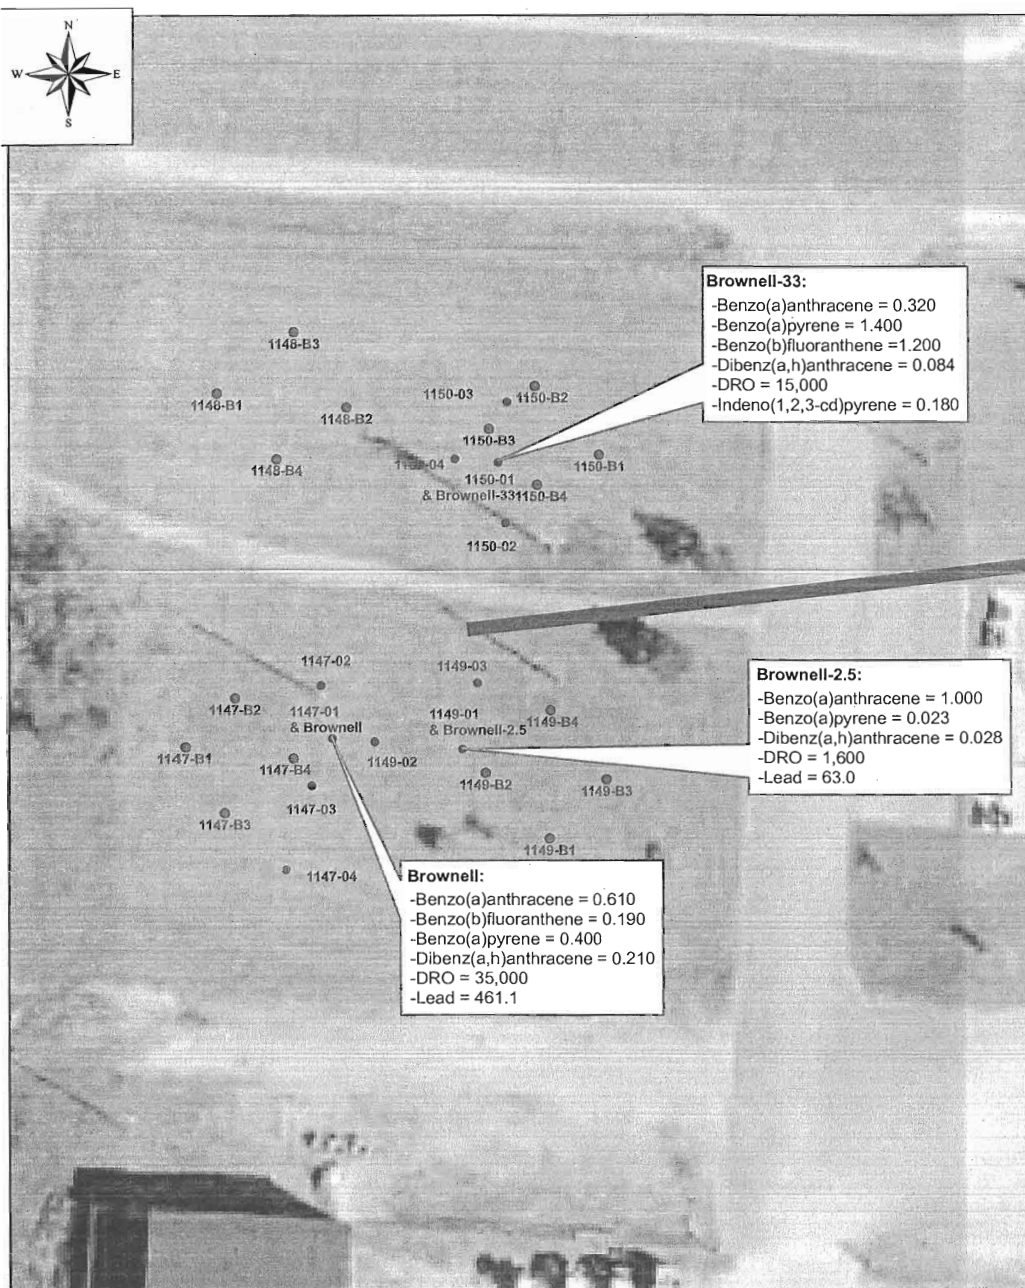 N
W E
S
Brownell-33:
-Benzo(a)anthracene = 0.320
-Benzo(a)pyrene = 1.400
-Benzo(b)fluoranthene =1.200
-Dibenz(a,h)anthracene = 0.084
-DRO = 15,000
-Indeno(1,2,3-cd)pyrene = 0.180
1148-B3
1150-03
1150-B2
1148-B1
1148-B2
1150-B3
1148-B4
1150-B1
1150-01
& Brownell-33
1150-B4
1150-02
1147-02
1149-03
1147-B2
1147-01
& Brownell
1149-01
& Brownell-2.5
1149-B4
1147-B1
1147-B4
1149-02
1149-B2
1149-B3
1147-03
1147-B3
1149-B1
1147-04
Brownell-2.5:
-Benzo(a)anthracene = 1.000
-Benzo(a)pyrene = 0.023
-Dibenz(a,h)anthracene = 0.028
-DRO = 1,600
-Lead = 63.0
Brownell:
-Benzo(a)anthracene = 0.610
-Benzo(b)fluoranthene = 0.190
-Benzo(a)pyrene = 0.400
-Dibenz(a,h)anthracene = 0.210
-DRO = 35,000
-Lead = 461.1